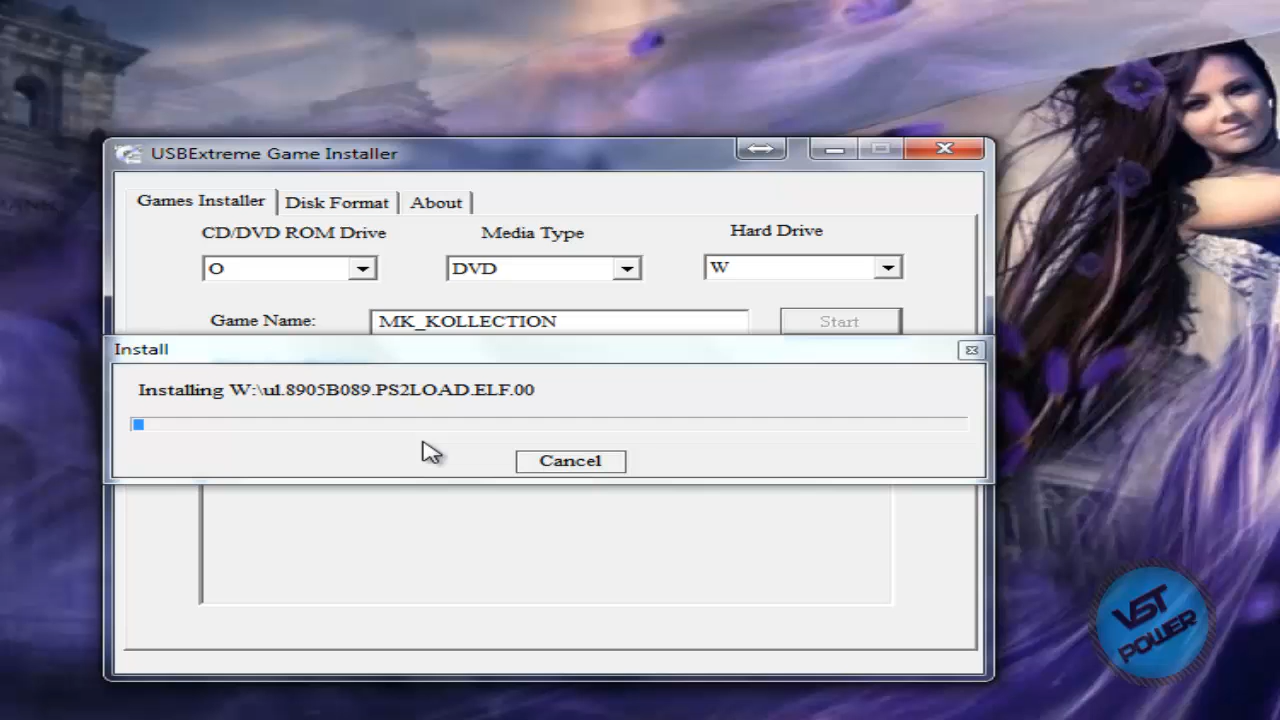 USBExtreme Game Installer
Games Installer Disk Format About
CD/DVD ROM Drive Media Type Hard Drive
O DVD W
Game Name: MK_KOLLECTION Start
Install
Installing W:\ul.8905B089.PS2LOAD.ELF.00
Cancel
VST
POWER